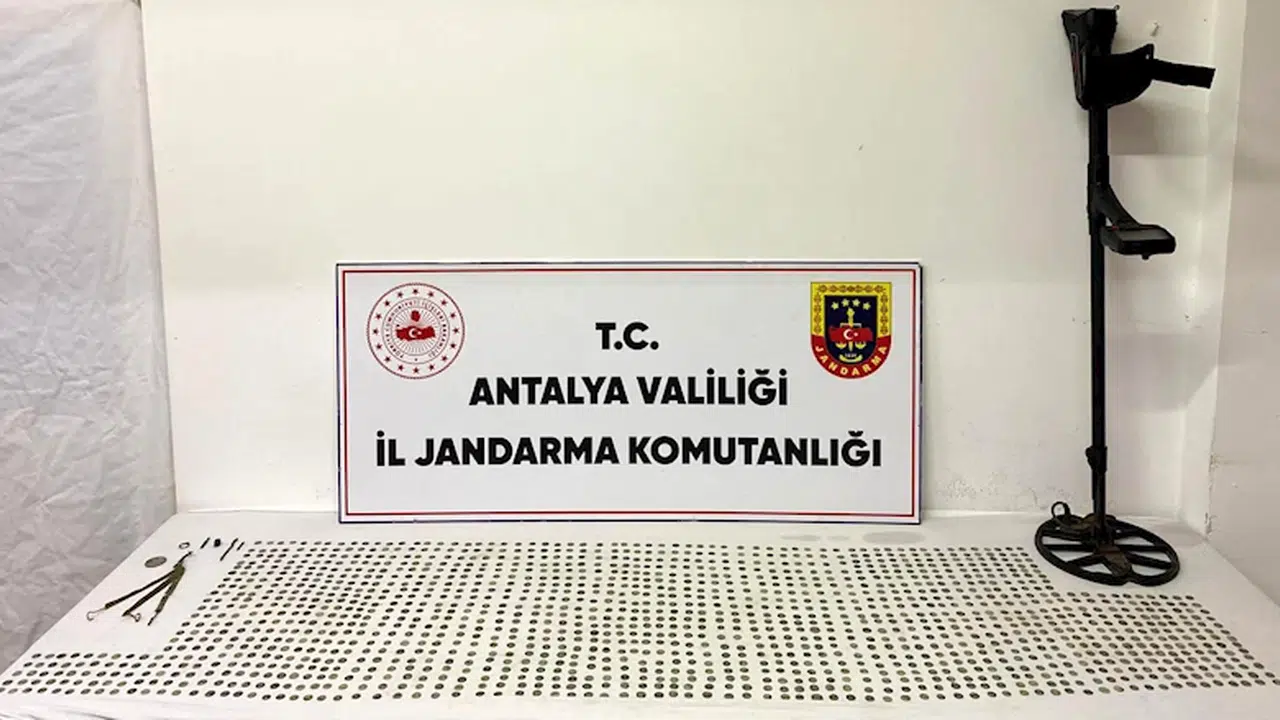 T.C.
ANTALYA VALİLİĞİ
İL JANDARMA KOMUTANLIĞI
JANDARMA